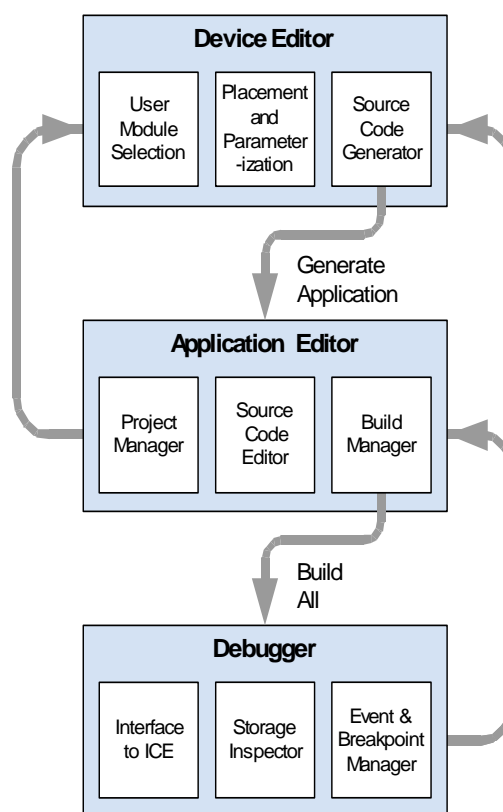 Device Editor
User
Module
Selection
Placement
and
Parameter
-ization
Source
Code
Generator
Generate
Application
Application Editor
Project
Manager
Source
Code
Editor
Build
Manager
Build
All
Debugger
Interface
to ICE
Storage
Inspector
Event &
Breakpoint
Manager